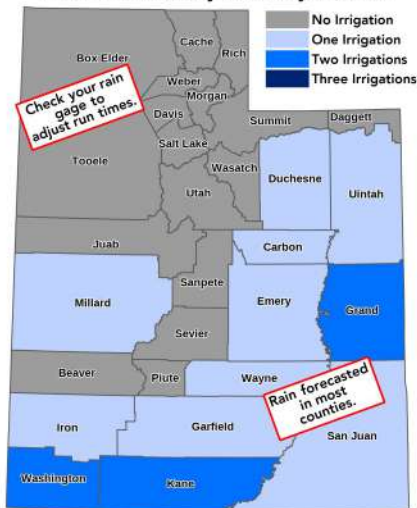 No Irrigation
One Irrigation
Two Irrigations
Three Irrigations
Cache
Rich
Box Elder
Weber
Morgan
Check your rain
gage to
adjust run times.
Davis
Summit
Daggett
Salt Lake
Tooele
Wasatch
Duchesne
Uintah
Utah
Juab
Carbon
Sanpete
Millard
Emery
Grand
Sevier
Beaver
Piute
Wayne
Rain forecasted
in most
counties.
Iron
Garfield
San Juan
Washington
Kane